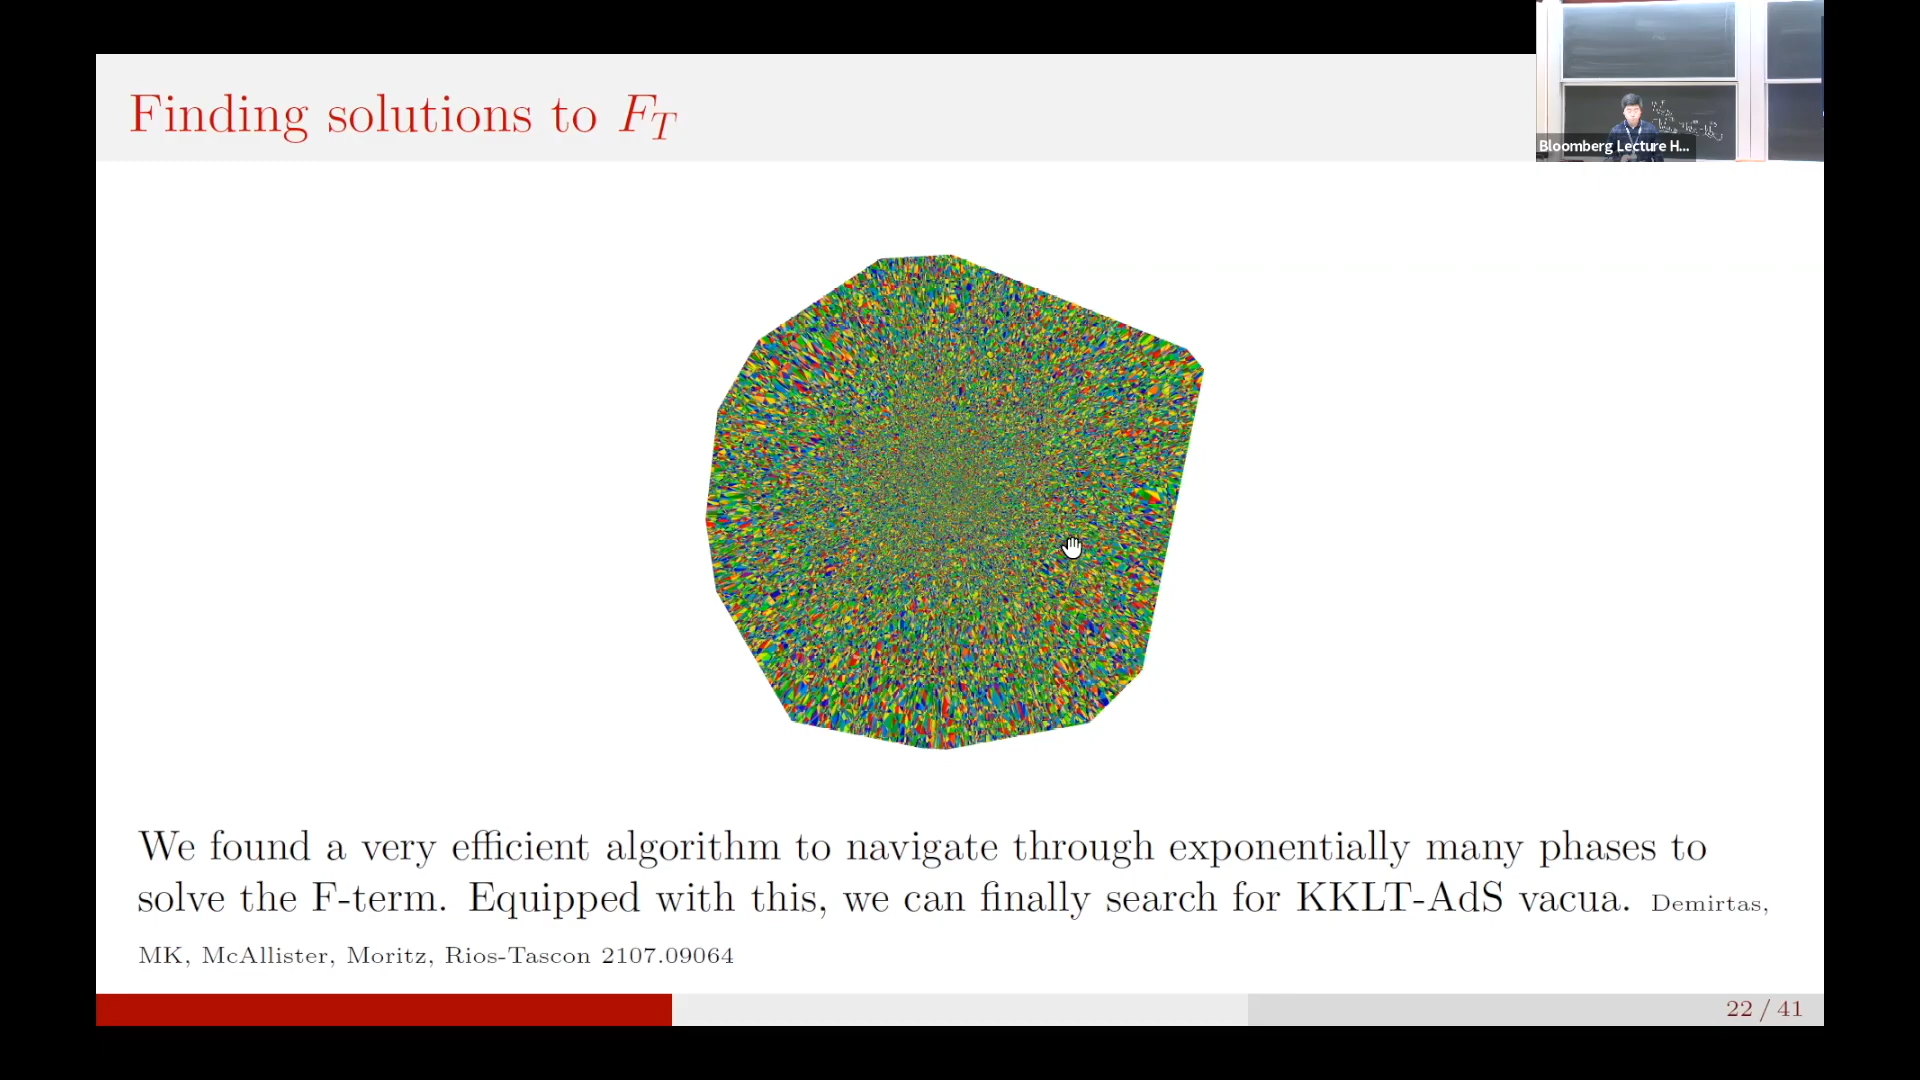 Finding solutions to F_T
Bloomberg Lecture H...
We found a very efficient algorithm to navigate through exponentially many phases to
solve the F-term. Equipped with this, we can finally search for KKLT-AdS vacua. Demirtas,
MK, McAllister, Moritz, Rios-Tascon 2107.09064
22 / 41